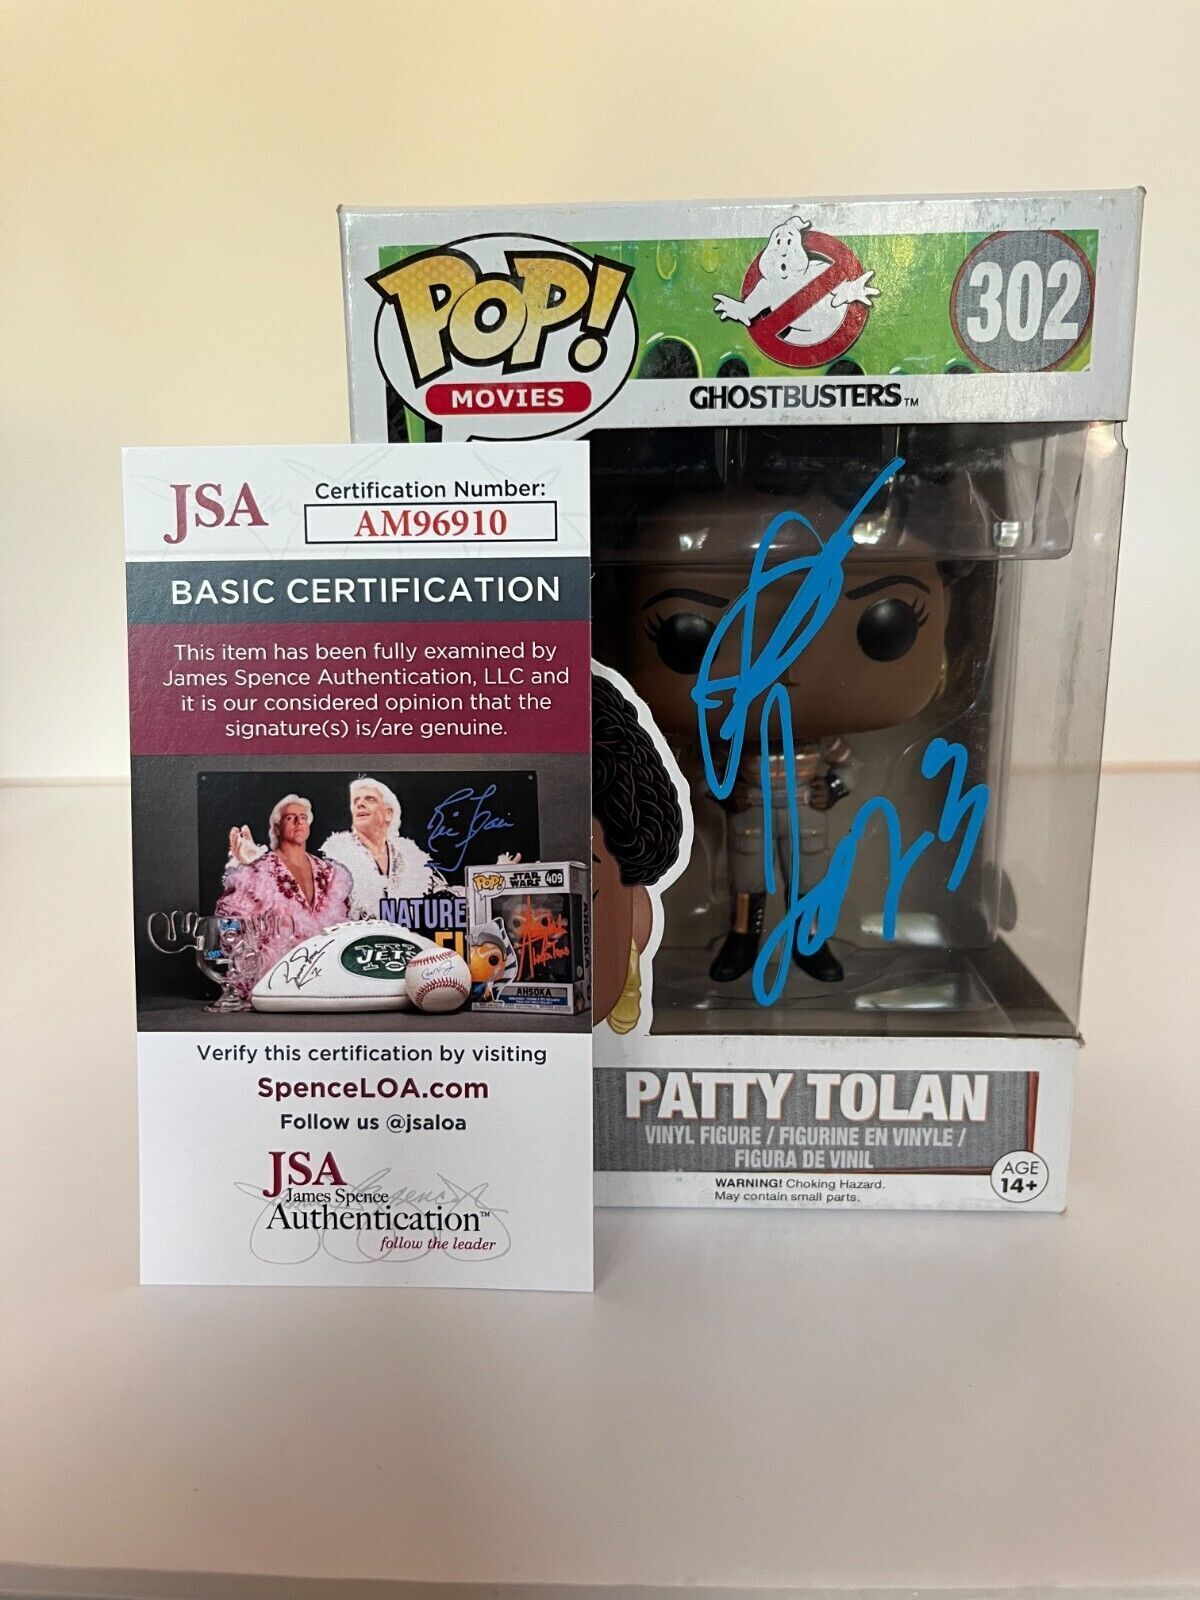 POP!
MOVIES
302
GHOSTBUSTERS™
JSA
Certification Number:
AM96910
BASIC CERTIFICATION
This item has been fully examined by
James Spence Authentication, LLC and
it is our considered opinion that the
signature(s) is/are genuine.
NATURE
POP!
STAR WARS
409
AHSOKA
JETS
AHSOKA
Verify this certification by visiting
SpenceLOA.com
Follow us @jsaloa
JSA
James Spence
Authentication™
follow the leader
PATTY TOLAN
VINYL FIGURE / FIGURINE EN VINYLE /
FIGURA DE VINIL
WARNING! Choking Hazard.
May contain small parts.
AGE
14+